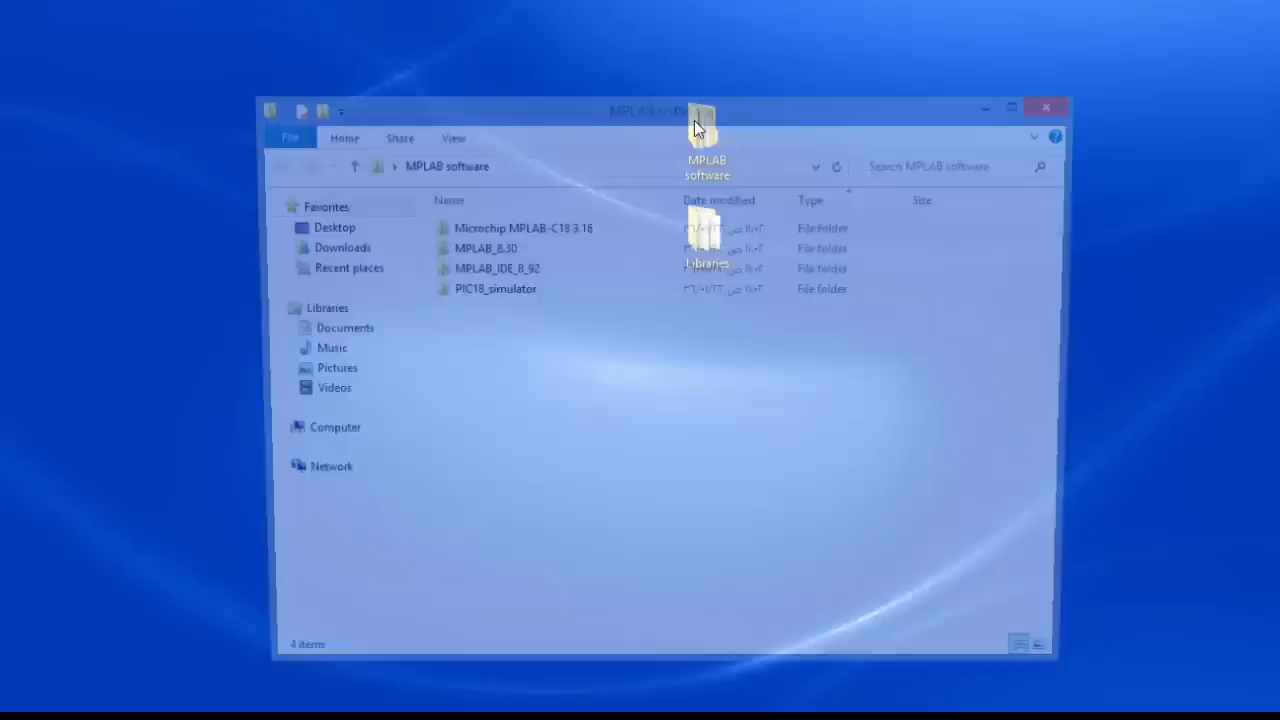 MPLAB
File Home Share View
MPLAB software
MPLAB software
Search MPLAB software
Name Date modified Type Size
Microchip MPLAB-C18 3.16 File folder
MPLAB_8.30 File folder
MPLAB_IDE_8_92 File folder
PIC18_simulator File folder
Favorites
Desktop
Downloads
Recent places
Libraries
Documents
Music
Pictures
Videos
Computer
Network
Libraries
4 items